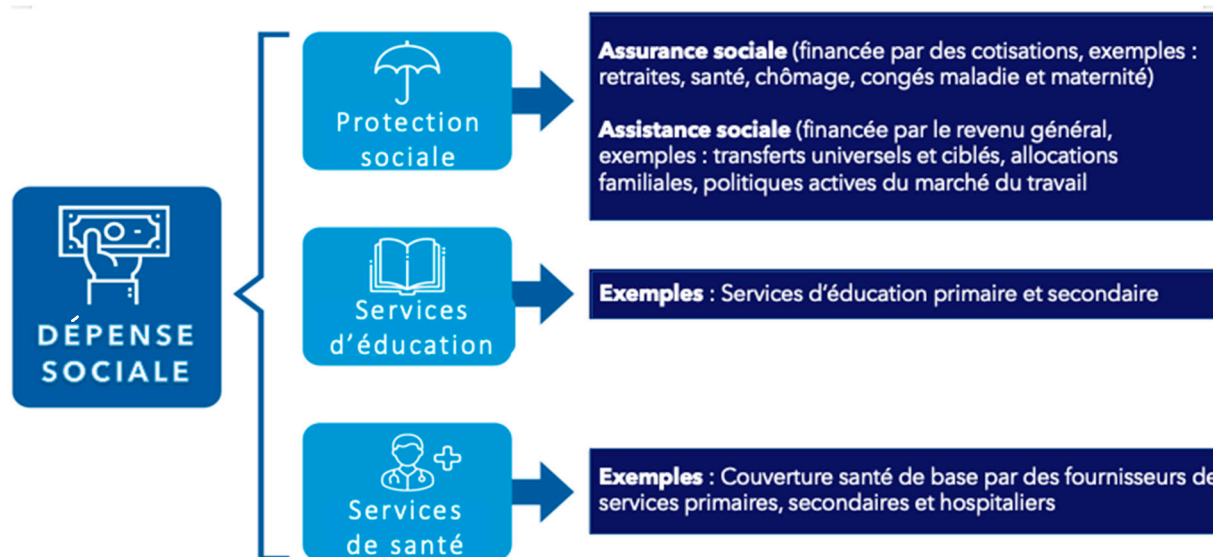 DÉPENSE
SOCIALE
Protection
sociale
Assurance sociale (financée par des cotisations, exemples :
retraites, santé, chômage, congés maladie et maternité)
Assistance sociale (financée par le revenu général,
exemples : transferts universels et ciblés, allocations
familiales, politiques actives du marché du travail
Services
d'éducation
Exemples : Services d'éducation primaire et secondaire
Services
de santé
Exemples : Couverture santé de base par des fournisseurs de
services primaires, secondaires et hospitaliers